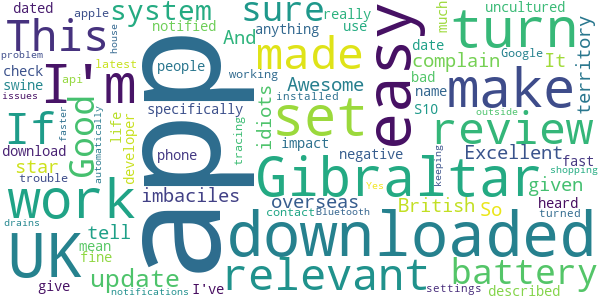 dated apple
This system sure turn uncultured
notified And really much use
house anything date Google
check latest people made It territory
swine problem I'm working Awesome complain
issues api installed bad
automatically specifically easy name make
If Good life developer phone tracing idiots set S10 review outside
download faster impact negative
star imbaciles app Excellent fast
work trouble Gibraltar given shopping
tell overseas keeping heard
mean contact Yes British So turned
UK fine drains Bluetooth downloaded
update battery
give notifications I've relevant settings described